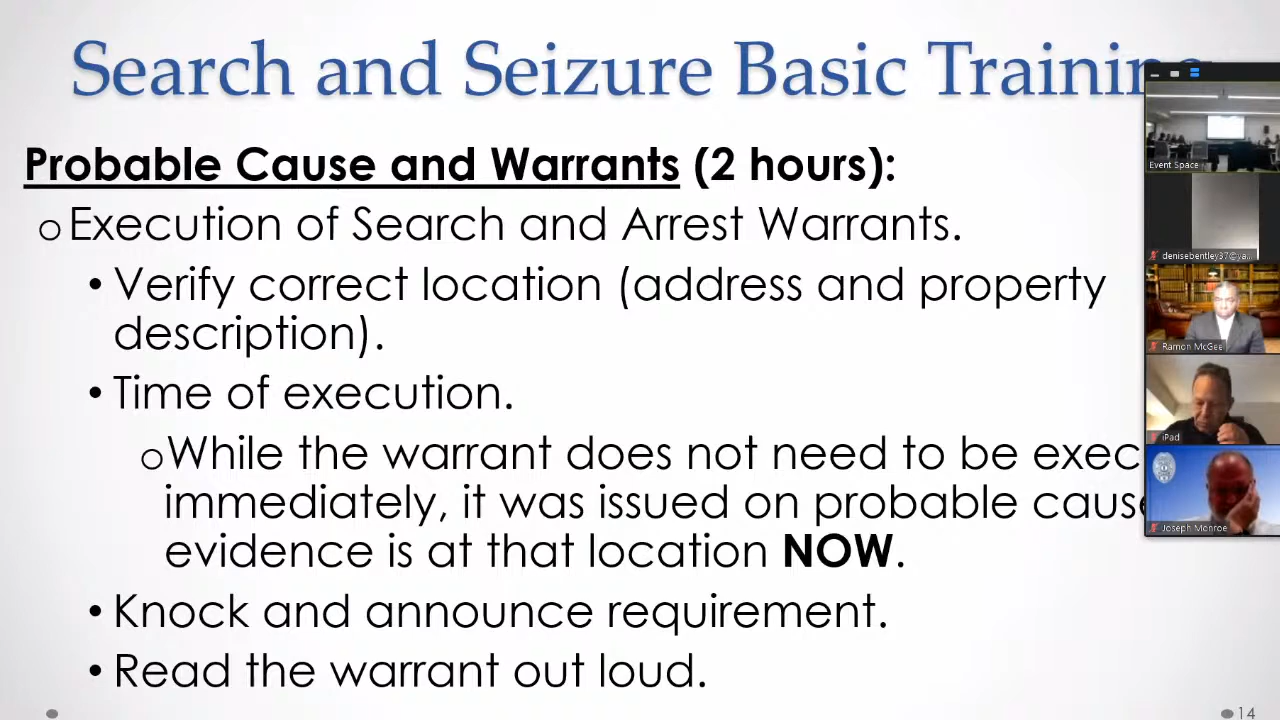 Search and Seizure Basic Training
Probable Cause and Warrants (2 hours):
o Execution of Search and Arrest Warrants.
• Verify correct location (address and property
description).
• Time of execution.
o While the warrant does not need to be exec
immediately, it was issued on probable cause
evidence is at that location NOW.
• Knock and announce requirement.
• Read the warrant out loud.
14
Event Space
denisebentley37@ya...
Ramon McGee
iPad
Joseph Monroe